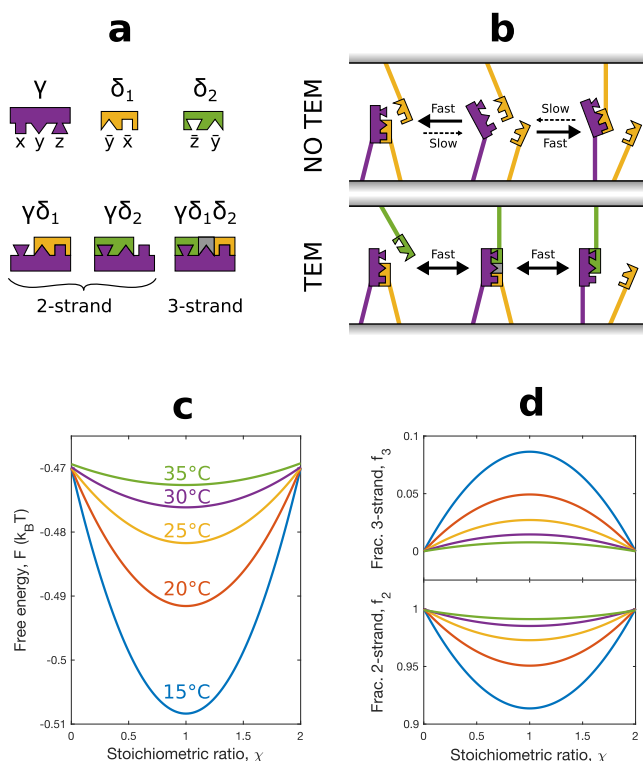 a
γ δ₁ δ₂
x y z ȳ x̄ z̄ ȳ
γδ₁ γδ₂ γδ₁δ₂
2-strand 3-strand
b
NO TEM
Fast Slow
Slow Fast
TEM
Fast Fast
c
Free energy, F (k_BT)
-0.47
-0.48
-0.49
-0.5
-0.51
35°C
30°C
25°C
20°C
15°C
0 0.5 1 1.5 2
Stoichiometric ratio, χ
d
Frac. 3-strand, f₃
0.1
0.05
0
Frac. 2-strand, f₂
1
0.95
0.9
0 0.5 1 1.5 2
Stoichiometric ratio, χ